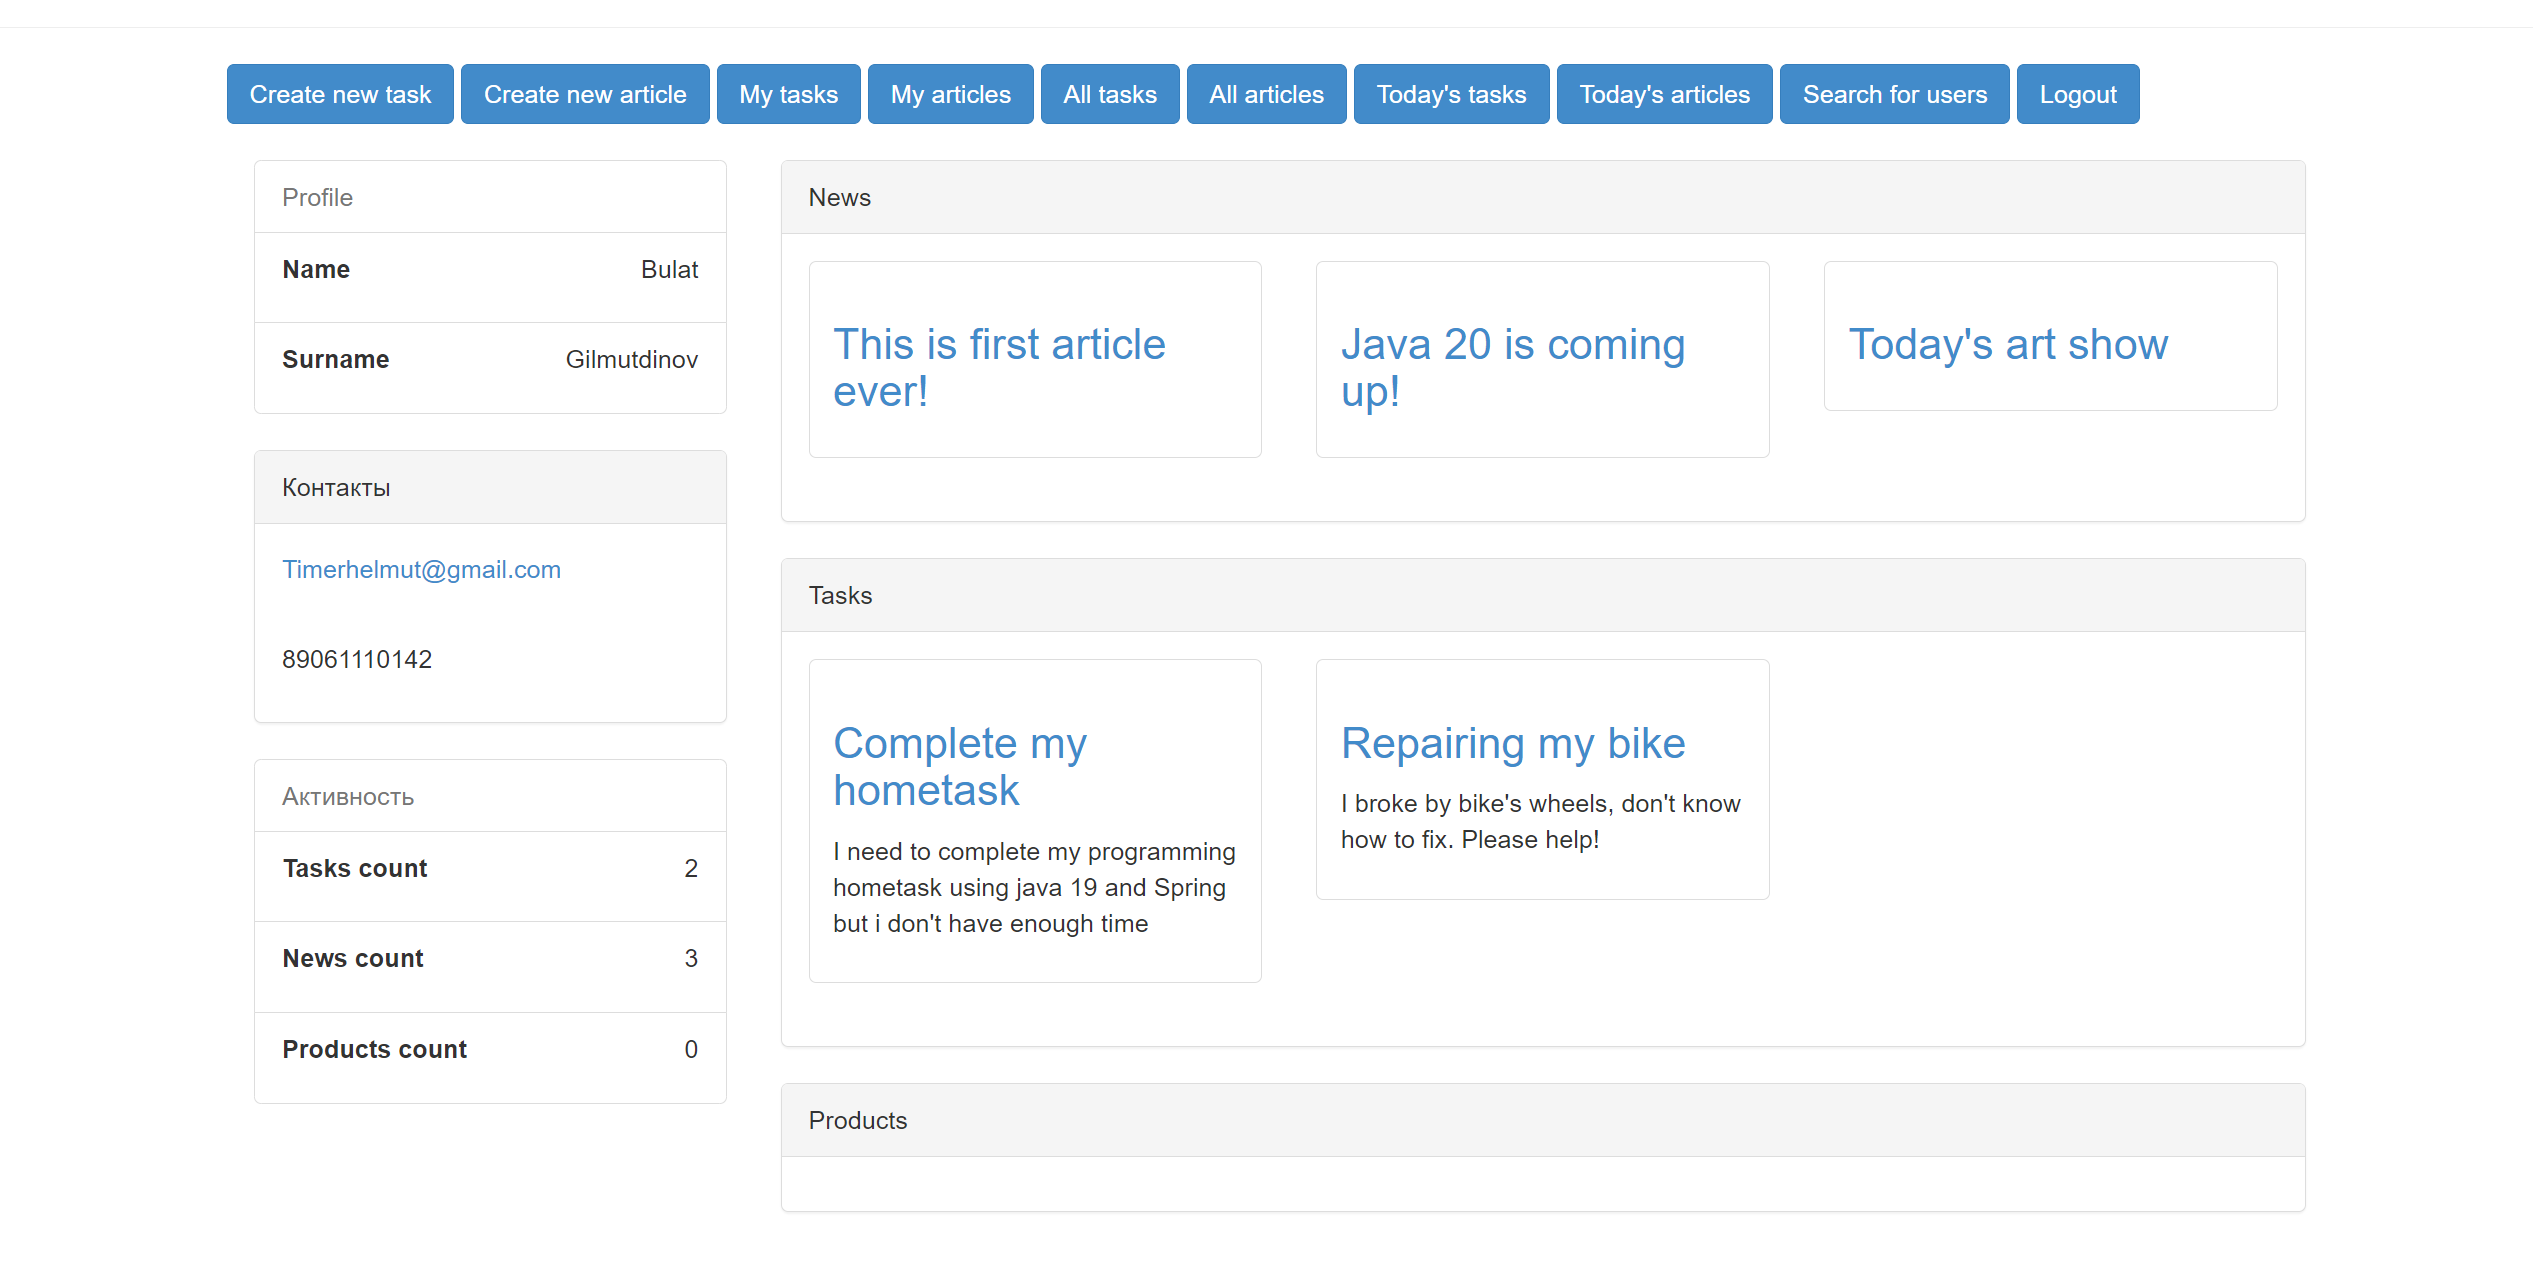 Create new task Create new article My tasks My articles All tasks All articles Today's tasks Today's articles Search for users Logout
Profile
Name Bulat
Surname Gilmutdinov
Контакты
Timerhelmut@gmail.com
89061110142
Активность
Tasks count 2
News count 3
Products count 0
News
This is first article
ever!
Java 20 is coming
up!
Today's art show
Tasks
Complete my
hometask
I need to complete my programming
hometask using java 19 and Spring
but i don't have enough time
Repairing my bike
I broke by bike's wheels, don't know
how to fix. Please help!
Products